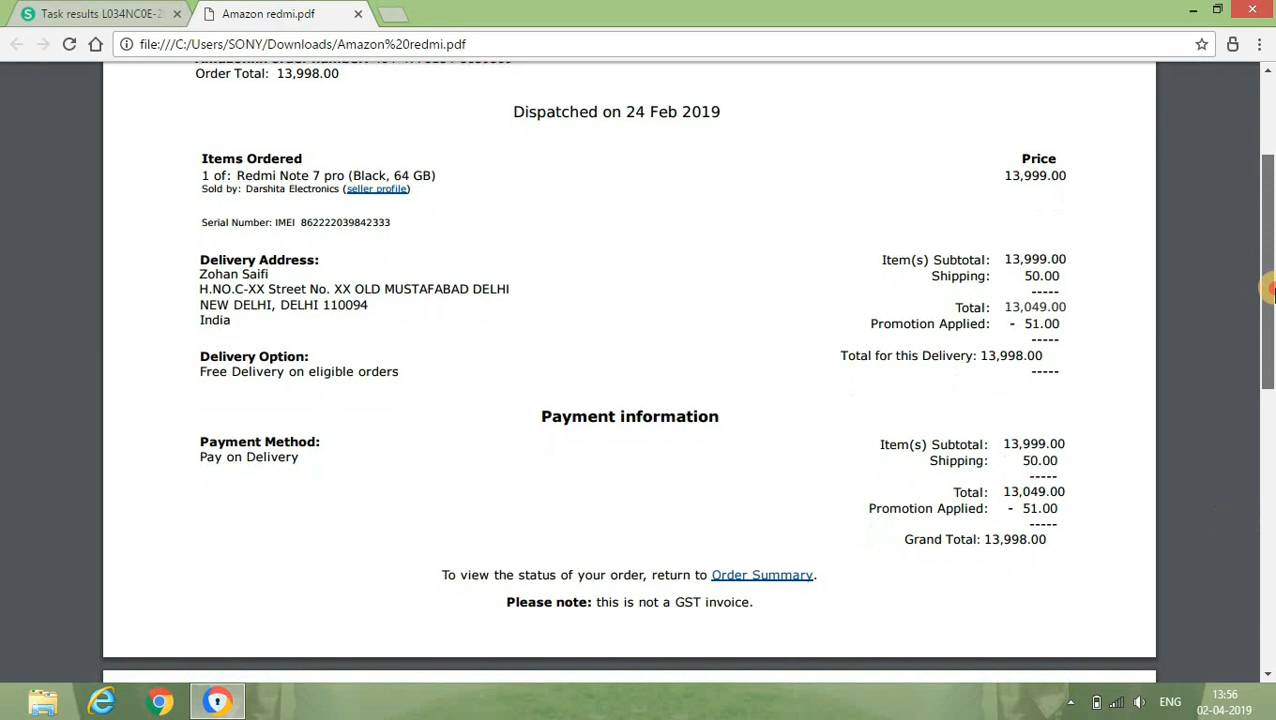 Task results L034NC0E-2
Amazon redmi.pdf
file:///C:/Users/SONY/Downloads/Amazon%20redmi.pdf
Order Total: 13,998.00
Dispatched on 24 Feb 2019
Items Ordered
Price
1 of: Redmi Note 7 pro (Black, 64 GB)
13,999.00
Sold by: Darshita Electronics (seller profile)
Serial Number: IMEI 862222039842333
Delivery Address:
Zohan Saifi
H.NO.C-XX Street No. XX OLD MUSTAFABAD DELHI
NEW DELHI, DELHI 110094
India
Item(s) Subtotal: 13,999.00
Shipping: 50.00
-----
Total: 13,049.00
Promotion Applied: - 51.00
-----
Total for this Delivery: 13,998.00
-----
Delivery Option:
Free Delivery on eligible orders
Payment information
Payment Method:
Pay on Delivery
Item(s) Subtotal: 13,999.00
Shipping: 50.00
-----
Total: 13,049.00
Promotion Applied: - 51.00
-----
Grand Total: 13,998.00
To view the status of your order, return to Order Summary.
Please note: this is not a GST invoice.
ENG
13:56
02-04-2019